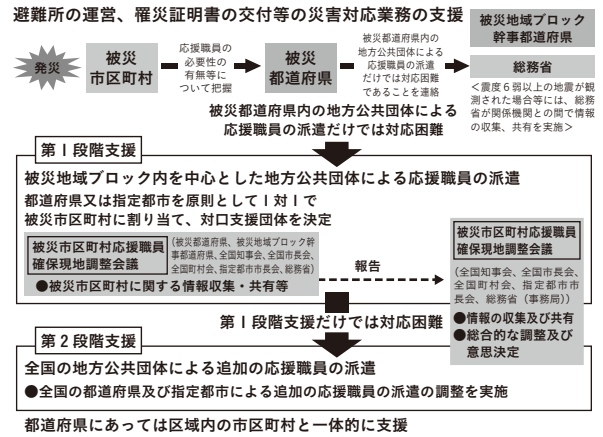 避難所の運営、罹災証明書の交付等の災害対応業務の支援
発災
被災
市区町村
応援職員の
必要性の
有無等に
ついて把握
被災
都道府県
被災都道府県内の
地方公共団体による
応援職員の派遣
だけでは対応困難
であることを連絡
被災地域ブロック
幹事都道府県
総務省
＜震度６弱以上の地震が観
測された場合等には、総務
省が関係機関との間で情報
の収集、共有を実施＞
被災都道府県内の地方公共団体による
応援職員の派遣だけでは対応困難
第１段階支援
被災地域ブロック内を中心とした地方公共団体による応援職員の派遣
都道府県又は指定都市を原則として１対１で
被災市区町村に割り当て、対口支援団体を決定
被災市区町村応援職員
確保現地調整会議
（被災都道府県、被災地域ブロック幹
事都道府県、全国知事会、全国市長会、
全国町村会、指定都市市長会、総務省）
●被災市区町村に関する情報収集・共有等
報告
被災市区町村応援職員
確保調整会議
（全国知事会、全国市長会、
全国町村会、指定都市市
長会、総務省（事務局））
●情報の収集及び共有
●総合的な調整及び
意思決定
第１段階支援だけでは対応困難
第２段階支援
全国の地方公共団体による追加の応援職員の派遣
●全国の都道府県及び指定都市による追加の応援職員の派遣の調整を実施
都道府県にあっては区域内の市区町村と一体的に支援